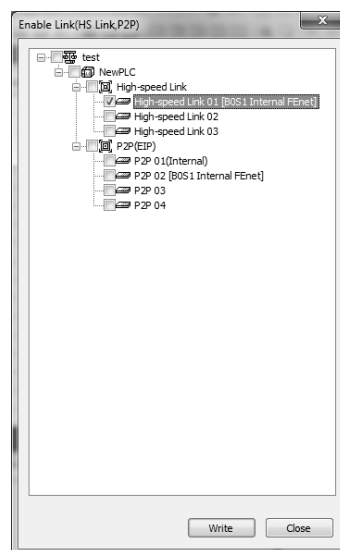 Enable Link(HS Link,P2P)
test
NewPLC
High-speed Link
High-speed Link 01 [B0S1 Internal FEnet]
High-speed Link 02
High-speed Link 03
P2P(EIP)
P2P 01(Internal)
P2P 02 [B0S1 Internal FEnet]
P2P 03
P2P 04
Write Close